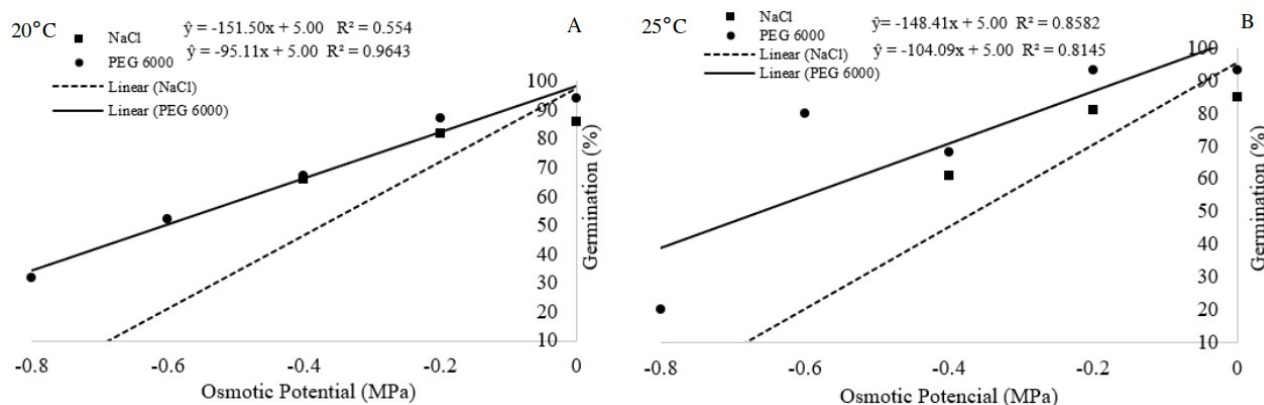 20°C
A
NaCl
PEG 6000
Linear (NaCl)
Linear (PEG 6000)
ŷ = -151.50x + 5.00 R² = 0.554
ŷ = -95.11x + 5.00 R² = 0.9643
100
90
80
70
60
50
40
30
20
10
Germination (%)
-0.8 -0.6 -0.4 -0.2 0
Osmotic Potential (MPa)
25°C
B
NaCl
PEG 6000
Linear (NaCl)
Linear (PEG 6000)
ŷ= -148.41x + 5.00 R² = 0.8582
ŷ = -104.09x + 5.00 R² = 0.8145
100
90
80
70
60
50
40
30
20
10
Germination (%)
-0.8 -0.6 -0.4 -0.2 0
Osmotic Potencial (MPa)